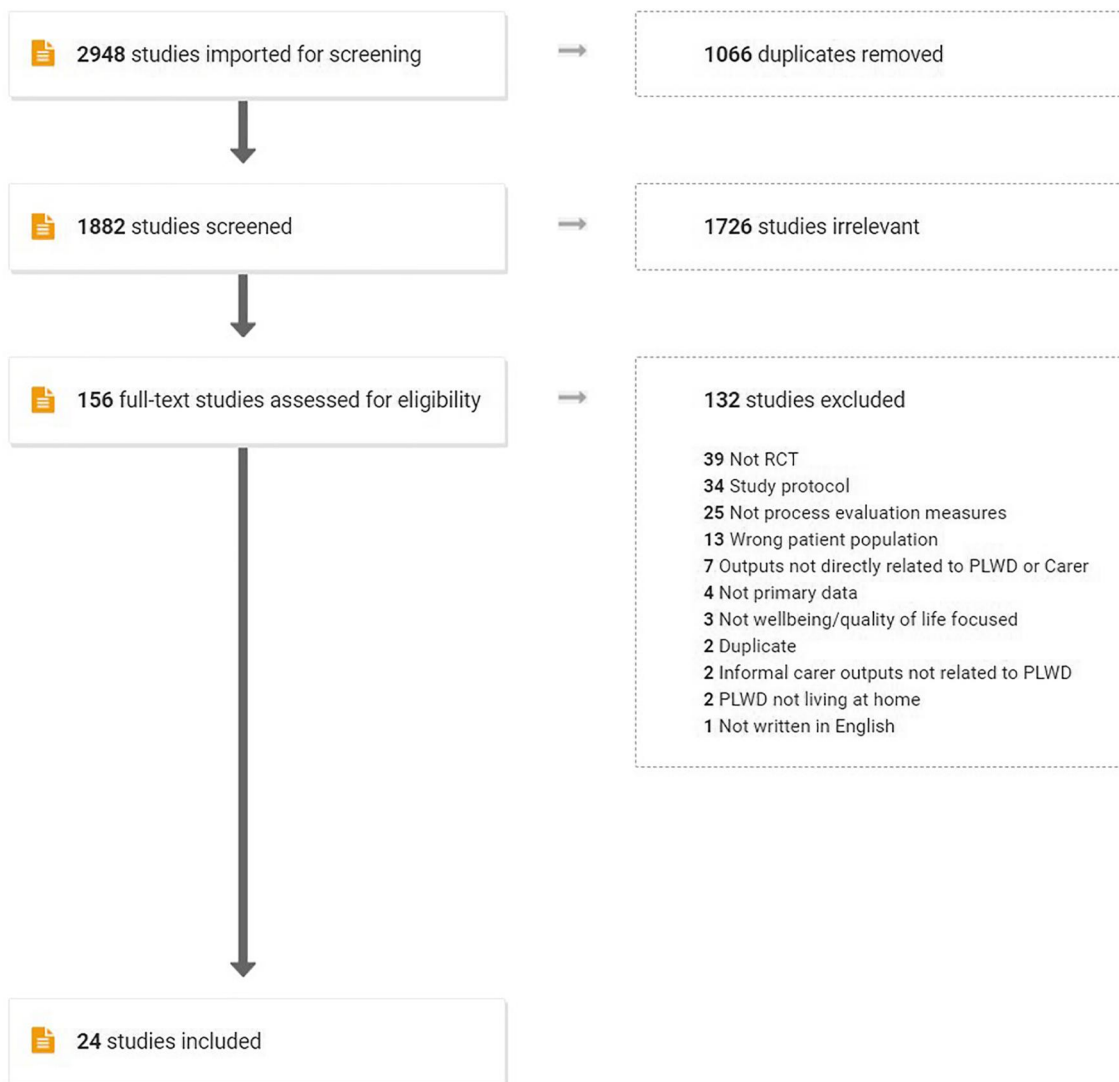 2948 studies imported for screening
1066 duplicates removed
1882 studies screened
1726 studies irrelevant
156 full-text studies assessed for eligibility
132 studies excluded
39 Not RCT
34 Study protocol
25 Not process evaluation measures
13 Wrong patient population
7 Outputs not directly related to PLWD or Carer
4 Not primary data
3 Not wellbeing/quality of life focused
2 Duplicate
2 Informal carer outputs not related to PLWD
2 PLWD not living at home
1 Not written in English
24 studies included